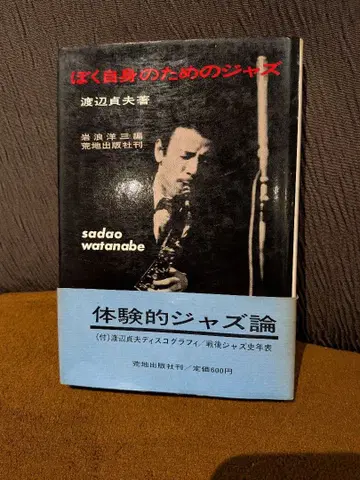 ぼく自身のためのジャズ
渡辺貞夫著
岩浪洋三編
荒地出版社刊
sadao
watanabe
体験的ジャズ論
(付)渡辺貞夫ディスコグラフィ/戦後ジャズ史年表
荒地出版社刊/定価600円